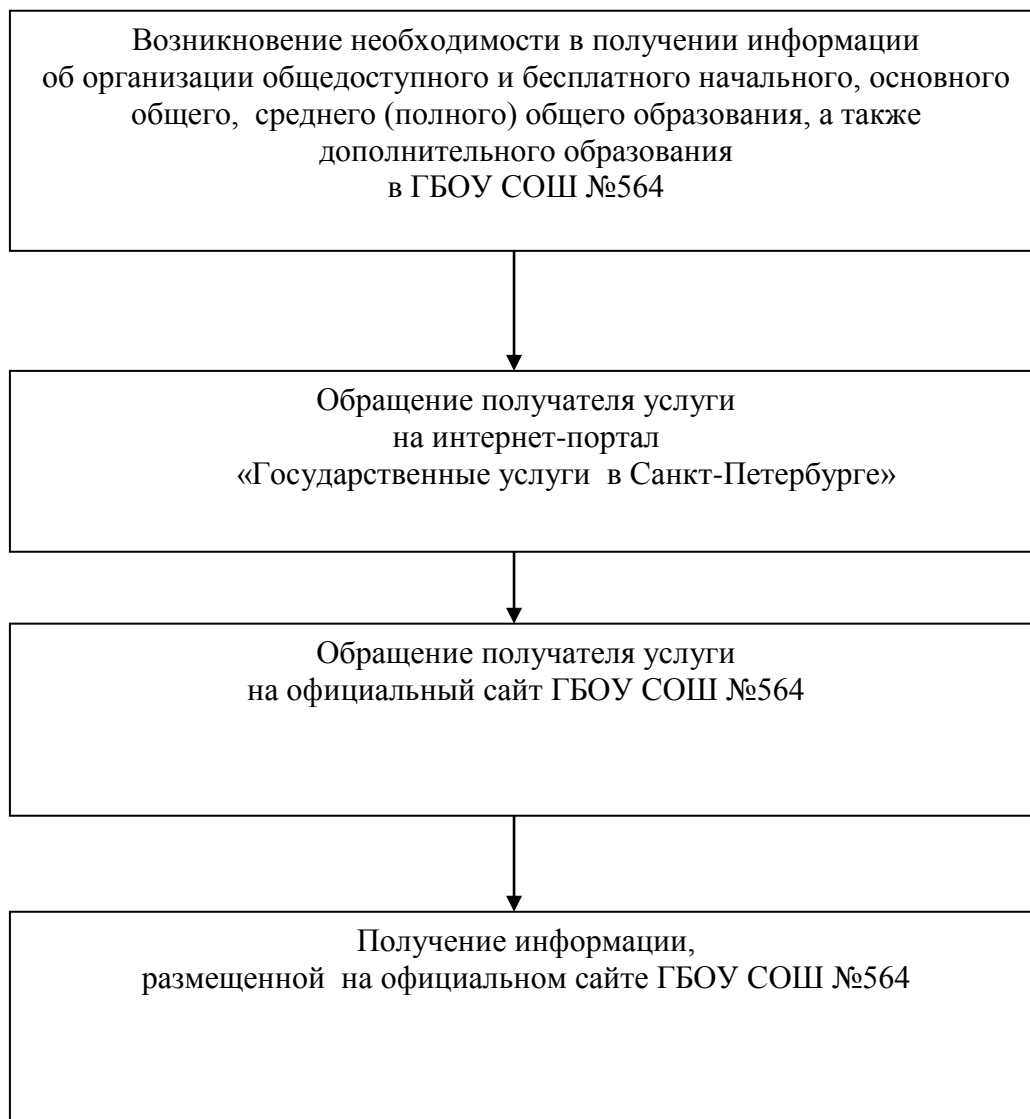 Возникновение необходимости в получении информации
об организации общедоступного и бесплатного начального, основного
общего, среднего (полного) общего образования, а также
дополнительного образования
в ГБОУ СОШ №564
Обращение получателя услуги
на интернет-портал
«Государственные услуги в Санкт-Петербурге»
Обращение получателя услуги
на официальный сайт ГБОУ СОШ №564
Получение информации,
размещенной на официальном сайте ГБОУ СОШ №564